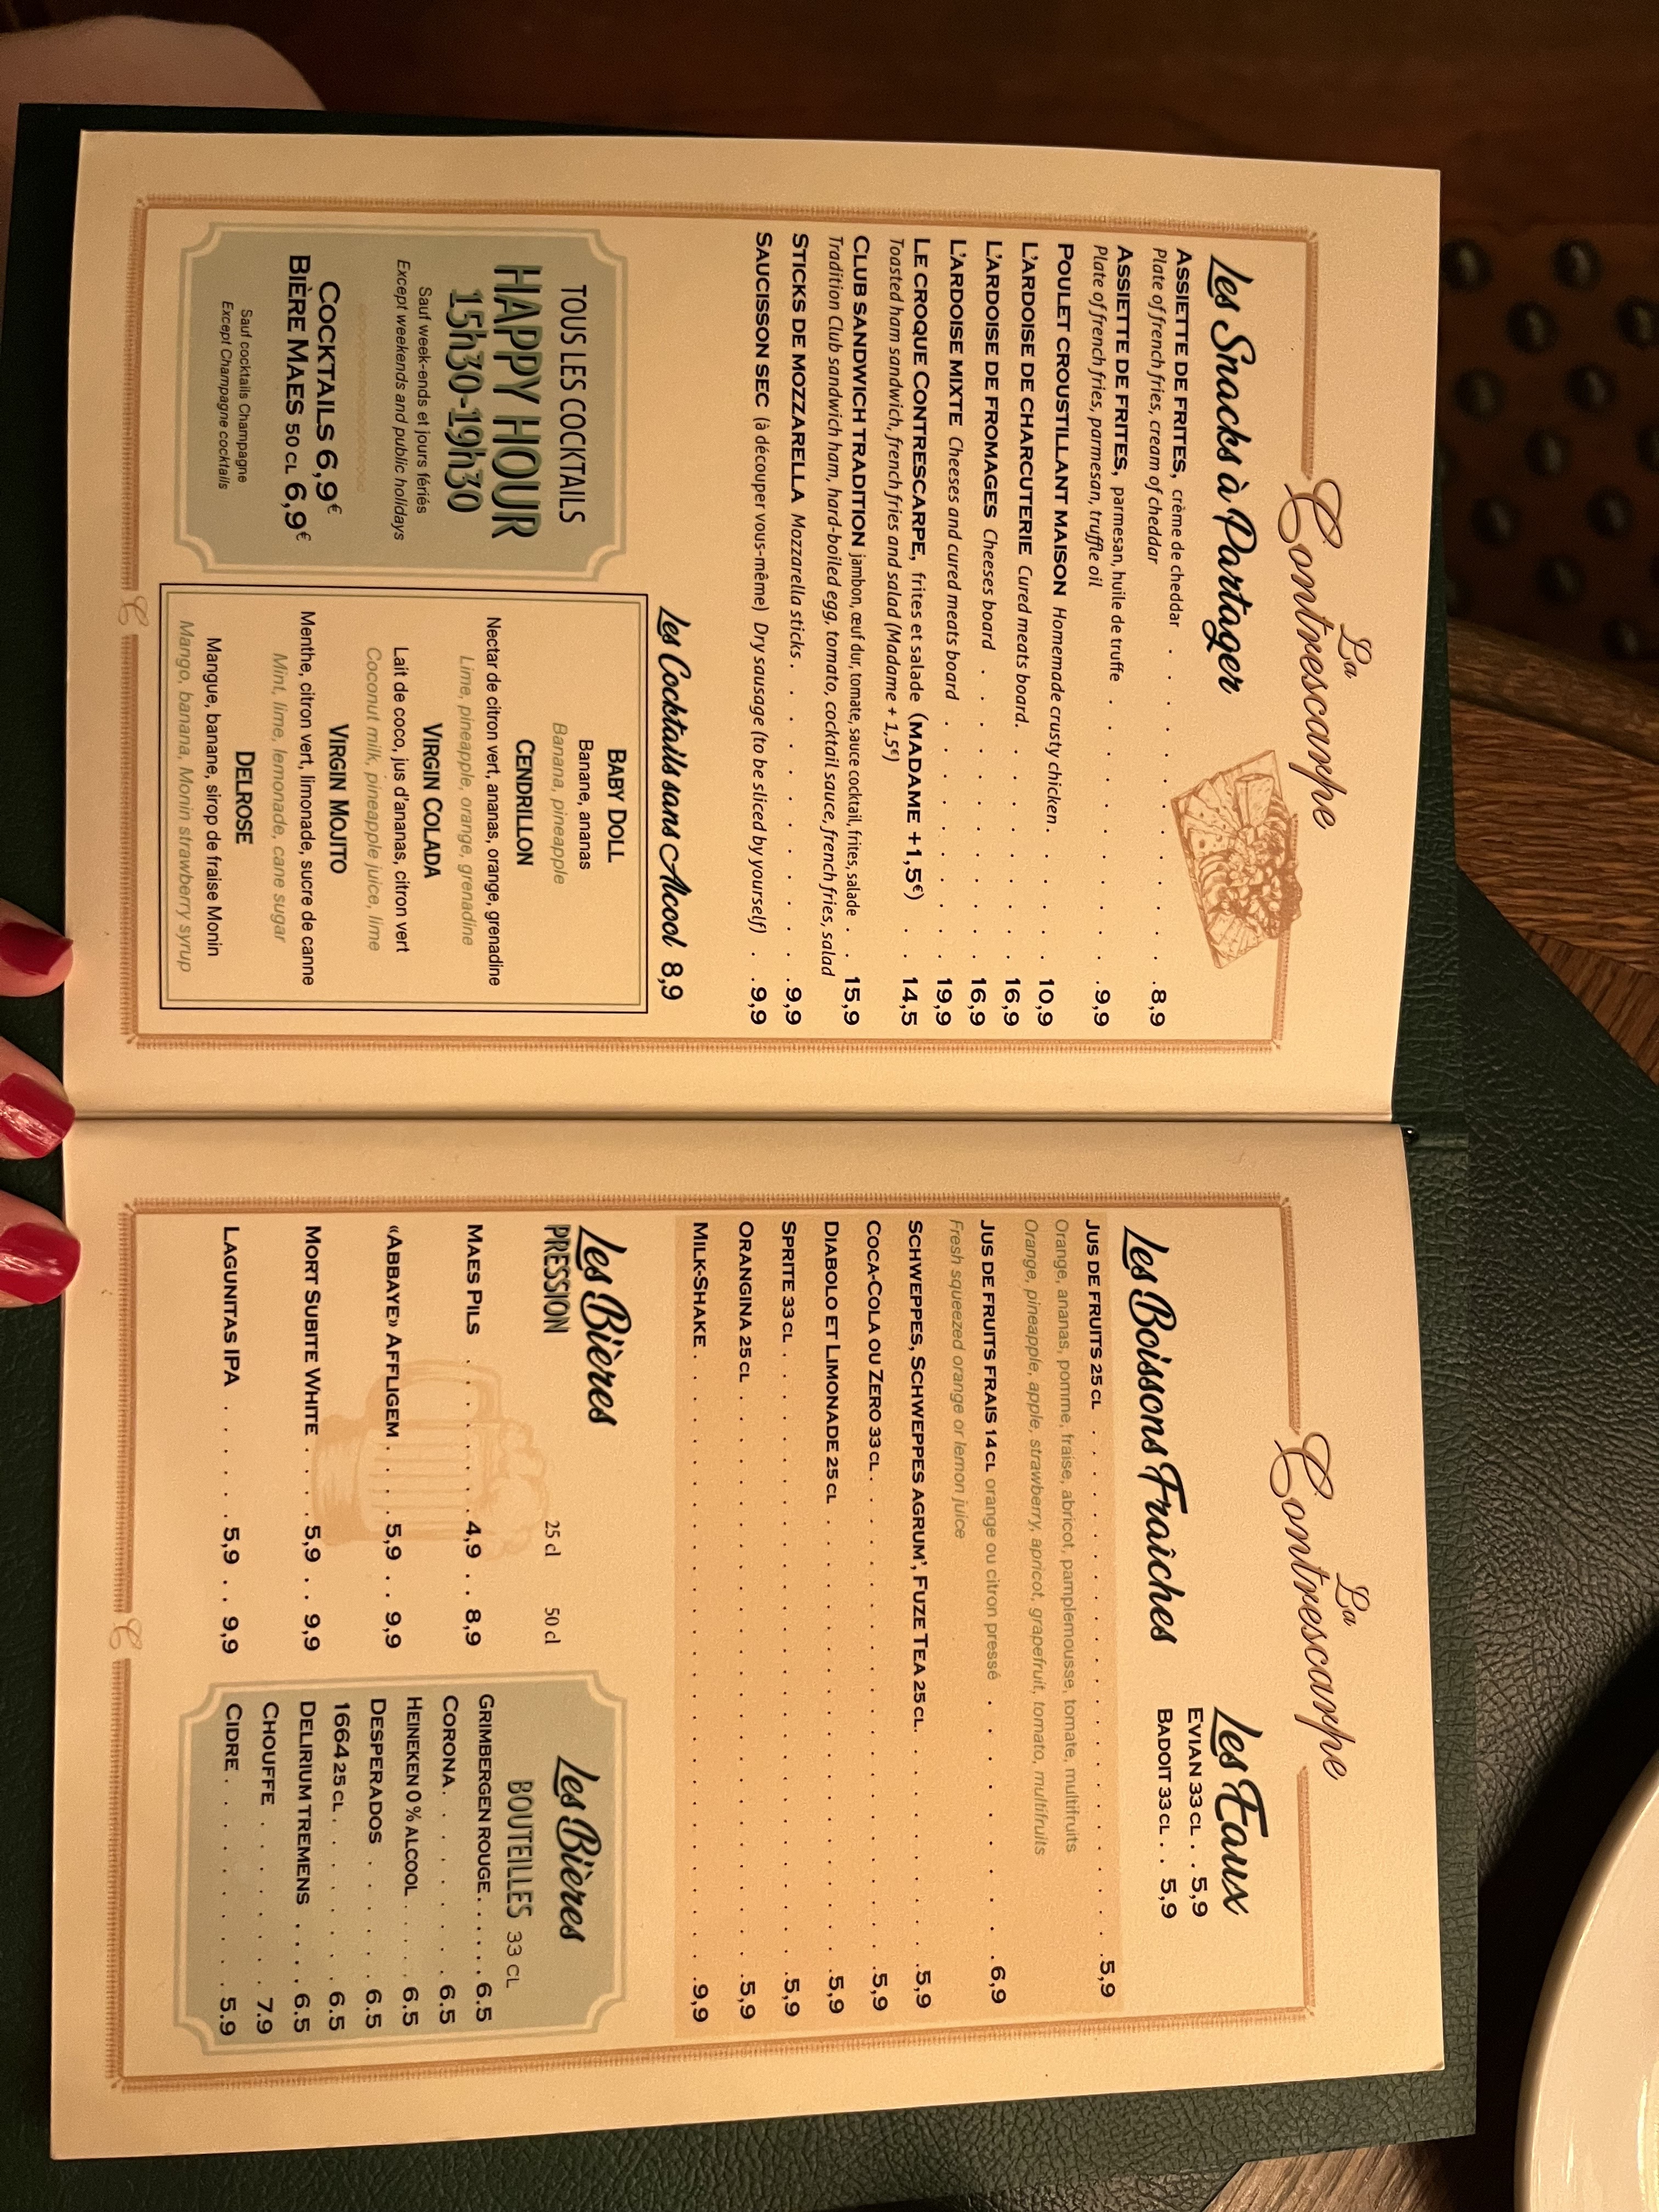 La
Contrescarpe
Les Snacks à Partager
ASSIETTE DE FRITES, crème de cheddar . . . . . . . . . . 8,9
Plate of french fries, cream of cheddar
ASSIETTE DE FRITES, parmesan, huile de truffe . . . . . . . . . 9,9
Plate of french fries, parmesan, truffle oil
POULET CROUSTILLANT MAISON Homemade crusty chicken. . . . 10,9
L'ARDOISE DE CHARCUTERIE Cured meats board. . . . . . . 16,9
L'ARDOISE DE FROMAGES Cheeses board . . . . . . . . 16,9
L'ARDOISE MIXTE Cheeses and cured meats board . . . . . . . 19,9
LE CROQUE CONTRESCARPE, frites et salade (MADAME +1,5€) . . 14,5
Toasted ham sandwich, french fries and salad (Madame + 1,5€)
CLUB SANDWICH TRADITION jambon, œuf dur, tomate, sauce cocktail, frites, salade . . 15,9
Tradition Club sandwich ham, hard-boiled egg, tomato, cocktail sauce, french fries, salad
STICKS DE MOZZARELLA Mozzarella sticks . . . . . . . . 9,9
SAUCISSON SEC (à découper vous-même) Dry sausage (to be sliced by yourself) . . 9,9
TOUS LES COCKTAILS
HAPPY HOUR
15h30-19h30
Sauf week-ends et jours fériés
Except weekends and public holidays
COCKTAILS 6,9€
BIÈRE MAES 50 CL 6,9€
Sauf cocktails Champagne
Except Champagne cocktails
Les Cocktails sans Alcool 8,9
BABY DOLL
Banane, ananas
Banana, pineapple
CENDRILLON
Nectar de citron vert, ananas, orange, grenadine
Lime, pineapple, orange, grenadine
VIRGIN COLADA
Lait de coco, jus d'ananas, citron vert
Coconut milk, pineapple juice, lime
VIRGIN MOJITO
Menthe, citron vert, limonade, sucre de canne
Mint, lime, lemonade, cane sugar
DELROSE
Mangue, banane, sirop de fraise Monin
Mango, banana, Monin strawberry syrup
La
Contrescarpe
Les Eaux
EVIAN 33 CL . . 5,9
BADOIT 33 CL . . 5,9
Les Boissons Fraîches
JUS DE FRUITS 25 CL . . . . . . . . . . . . . . . 5,9
Orange, ananas, pomme, fraise, abricot, pamplemousse, tomate, multifruits
Orange, pineapple, apple, strawberry, apricot, grapefruit, tomato, multifruits
JUS DE FRUITS FRAIS 14 CL orange ou citron pressé . . . . . . . 6,9
Fresh squeezed orange or lemon juice
SCHWEPPES, SCHWEPPES AGRUM', FUZE TEA 25 CL. . . . . . . 5,9
COCA-COLA OU ZERO 33 CL . . . . . . . . . . . . . 5,9
DIABOLO ET LIMONADE 25 CL . . . . . . . . . . . . 5,9
SPRITE 33 CL . . . . . . . . . . . . . . . . 5,9
ORANGINA 25 CL . . . . . . . . . . . . . . . 5,9
MILK-SHAKE . . . . . . . . . . . . . . . . . 9,9
Les Bières
PRESSION
25 cl 50 cl
MAES PILS . . . . . . 4,9 . . 8,9
«ABBAYE» AFFLIGEM . . . . 5,9 . . 9,9
MORT SUBITE WHITE . . . . 5,9 . . 9,9
LAGUNITAS IPA . . . . . 5,9 . . 9,9
Les Bières
BOUTEILLES 33 CL
GRIMBERGEN ROUGE . . . . . 6.5
CORONA . . . . . . . 6.5
HEINEKEN 0 % ALCOOL . . . . 6.5
DESPERADOS . . . . . . 6.5
1664 25 CL . . . . . . . 6.5
DELIRIUM TREMENS . . . . 6.5
CHOUFFE . . . . . . . 7.9
CIDRE . . . . . . . . 5.9